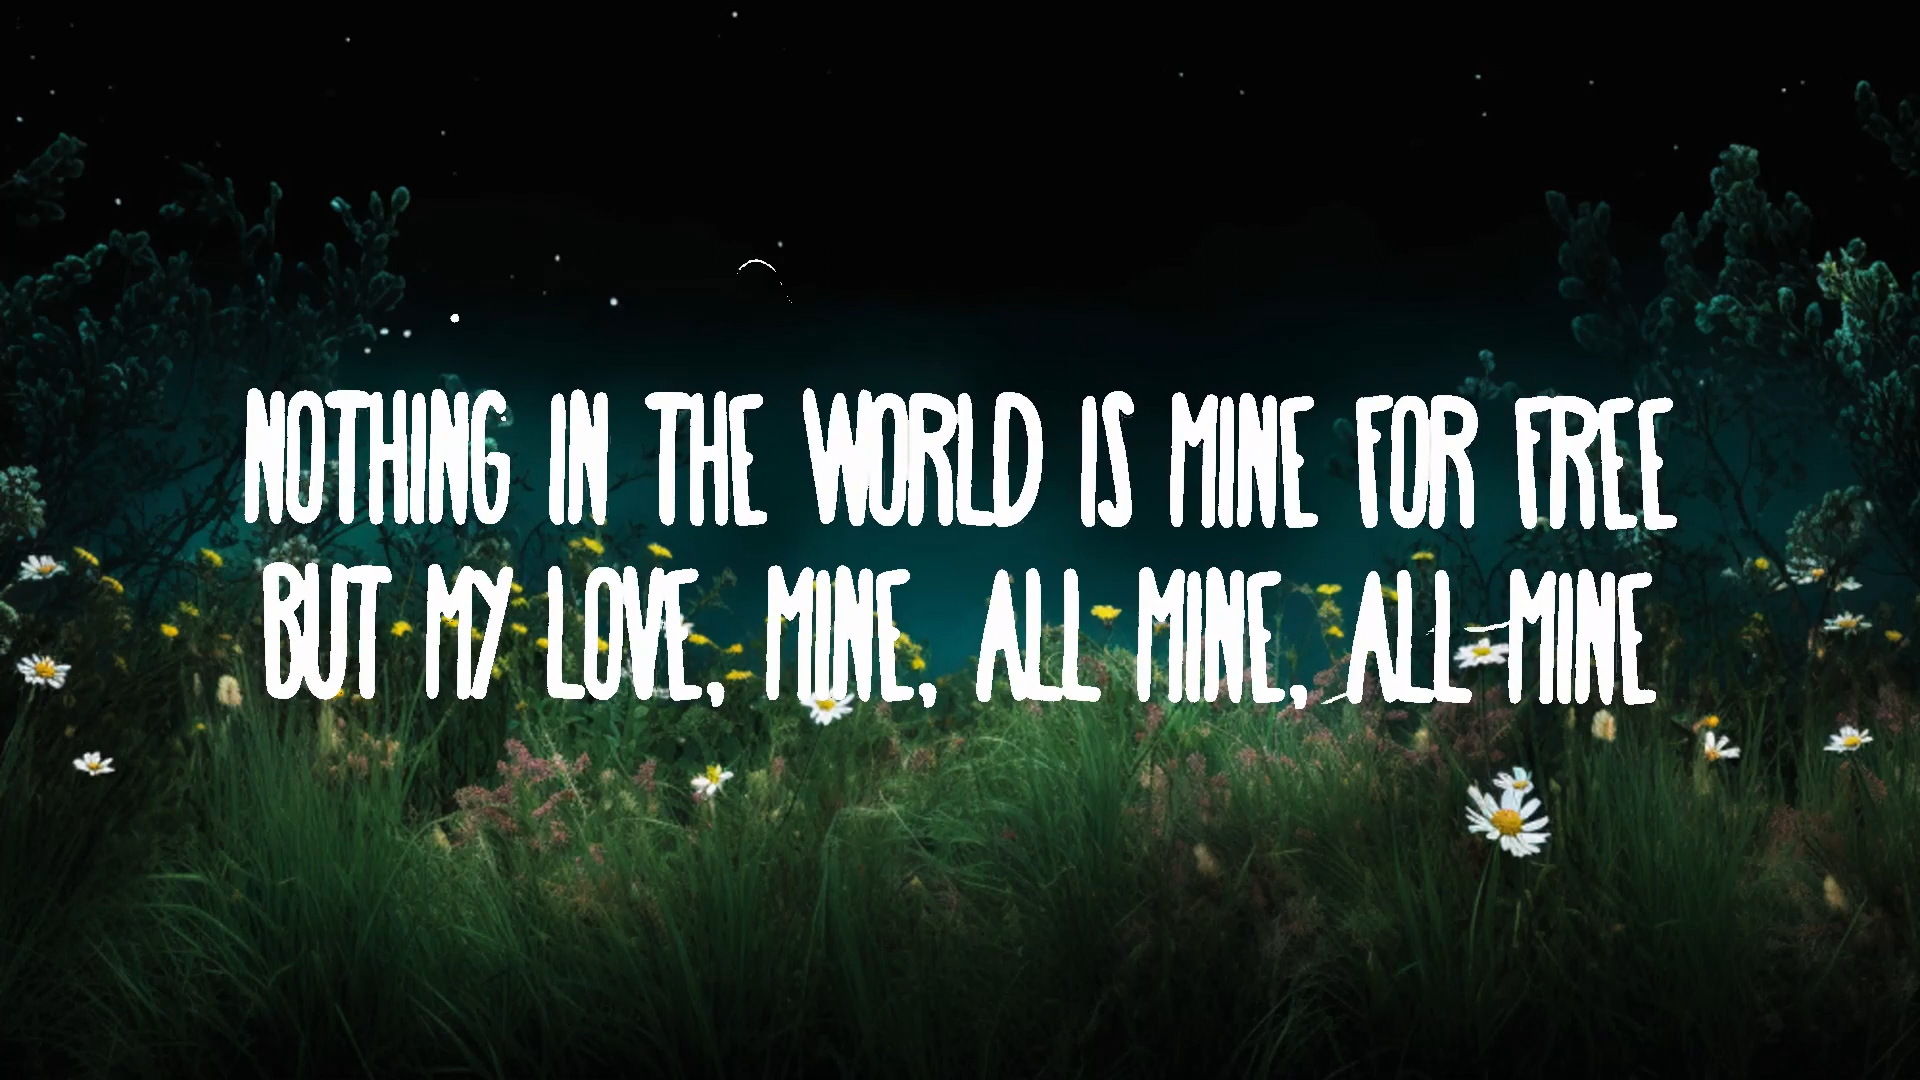 NOTHING IN THE WORLD IS MINE FOR FREE
BUT MY LOVE, MINE, ALL MINE, ALL MINE